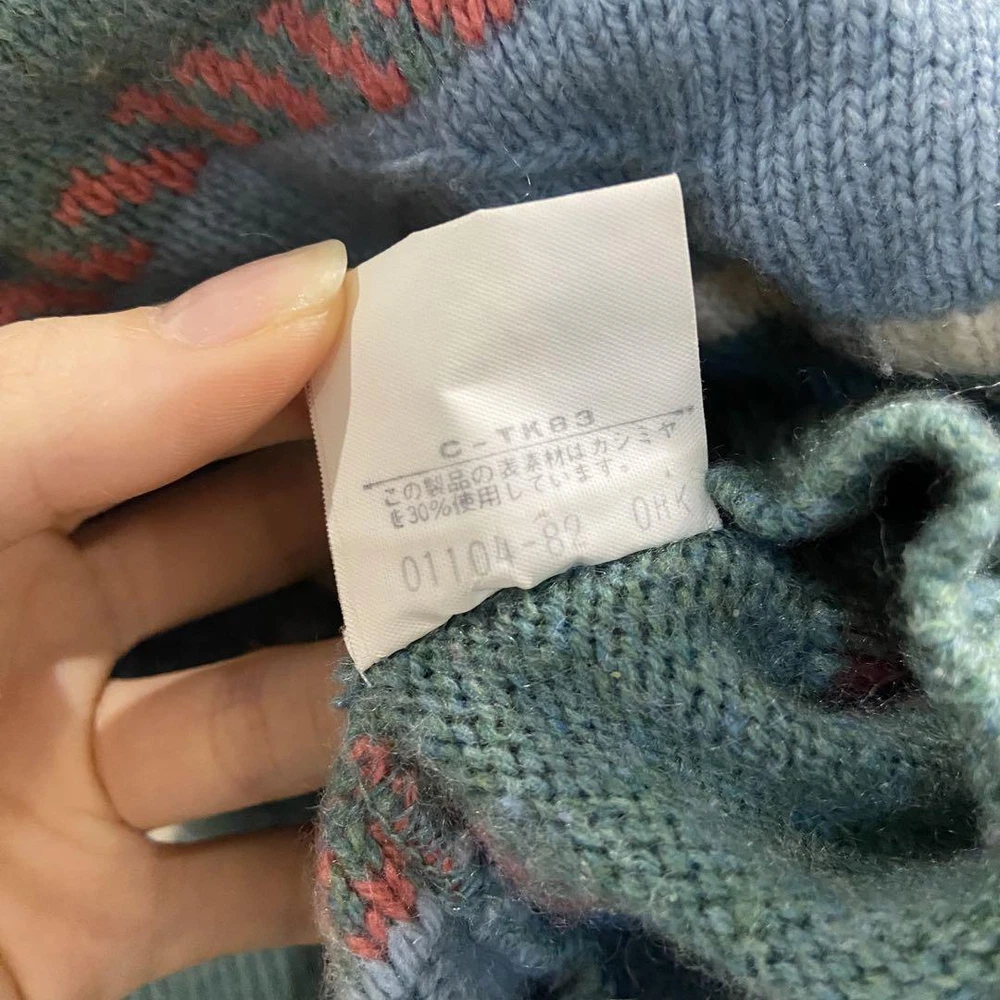 C-TK83
この製品の表素材はカシミヤ
を30%使用しています。
01104-82 OHK